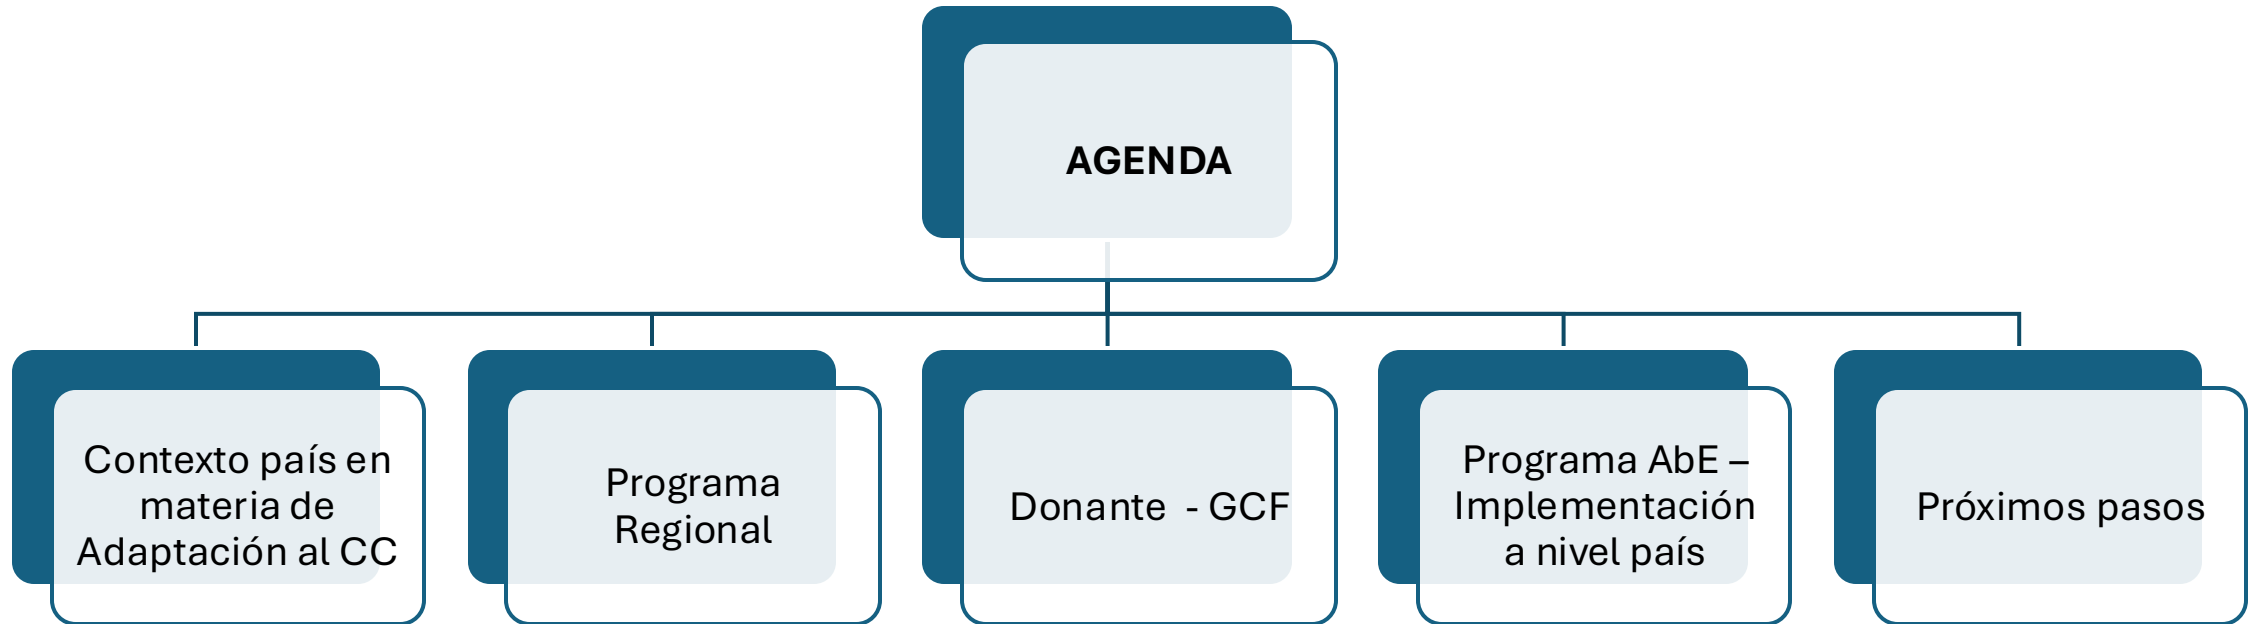 AGENDA
Contexto país en
materia de
Adaptación al CC
Programa
Regional
Donante - GCF
Programa AbE –
Implementación
a nivel país
Próximos pasos